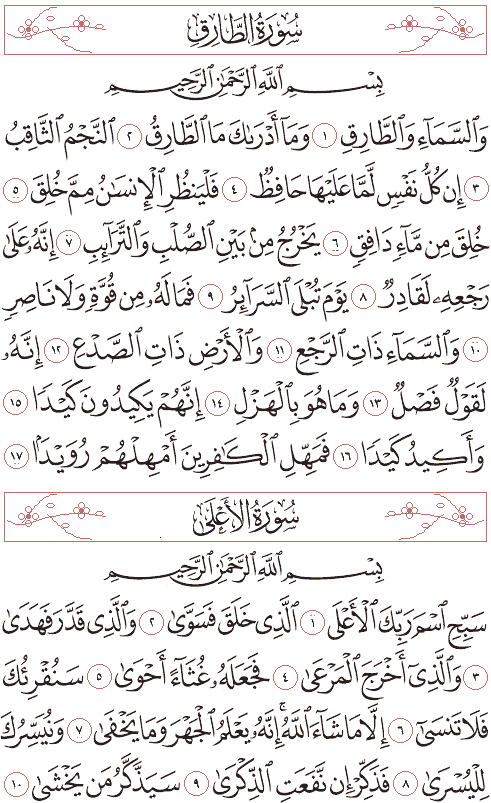 سُورَةُ الطَّارِقِ
بِسْمِ اللَّهِ الرَّحْمَٰنِ الرَّحِيمِ
وَالسَّمَاءِ وَالطَّارِقِ ١ وَمَا أَدْرَىٰكَ مَا الطَّارِقُ ٢ النَّجْمُ الثَّاقِبُ
٣ إِن كُلُّ نَفْسٍ لَّمَّا عَلَيْهَا حَافِظٌ ٤ فَلْيَنظُرِ الْإِنسَٰنُ مِمَّ خُلِقَ ٥
خُلِقَ مِن مَّاءٍ دَافِقٍ ٦ يَخْرُجُ مِنۢ بَيْنِ الصُّلْبِ وَالتَّرَائِبِ ٧ إِنَّهُ عَلَىٰ
رَجْعِهِۦ لَقَادِرٌ ٨ يَوْمَ تُبْلَى السَّرَائِرُ ٩ فَمَا لَهُۥ مِن قُوَّةٍ وَلَا نَاصِرٍ
١٠ وَالسَّمَاءِ ذَاتِ الرَّجْعِ ١١ وَالْأَرْضِ ذَاتِ الصَّدْعِ ١٢ إِنَّهُۥ
لَقَوْلٌ فَصْلٌ ١٣ وَمَا هُوَ بِالْهَزْلِ ١٤ إِنَّهُمْ يَكِيدُونَ كَيْدًا ١٥
وَأَكِيدُ كَيْدًا ١٦ فَمَهِّلِ الْكَٰفِرِينَ أَمْهِلْهُمْ رُوَيْدًۢا ١٧
سُورَةُ الْأَعْلَىٰ
بِسْمِ اللَّهِ الرَّحْمَٰنِ الرَّحِيمِ
سَبِّحِ اسْمَ رَبِّكَ الْأَعْلَى ١ الَّذِي خَلَقَ فَسَوَّىٰ ٢ وَالَّذِي قَدَّرَ فَهَدَىٰ
٣ وَالَّذِي أَخْرَجَ الْمَرْعَىٰ ٤ فَجَعَلَهُۥ غُثَاءً أَحْوَىٰ ٥ سَنُقْرِئُكَ
فَلَا تَنسَىٰ ٦ إِلَّا مَا شَاءَ اللَّهُۚ إِنَّهُۥ يَعْلَمُ الْجَهْرَ وَمَا يَخْفَىٰ ٧ وَنُيَسِّرُكَ
لِلْيُسْرَىٰ ٨ فَذَكِّرْ إِن نَّفَعَتِ الذِّكْرَىٰ ٩ سَيَذَّكَّرُ مَن يَخْشَىٰ ١٠